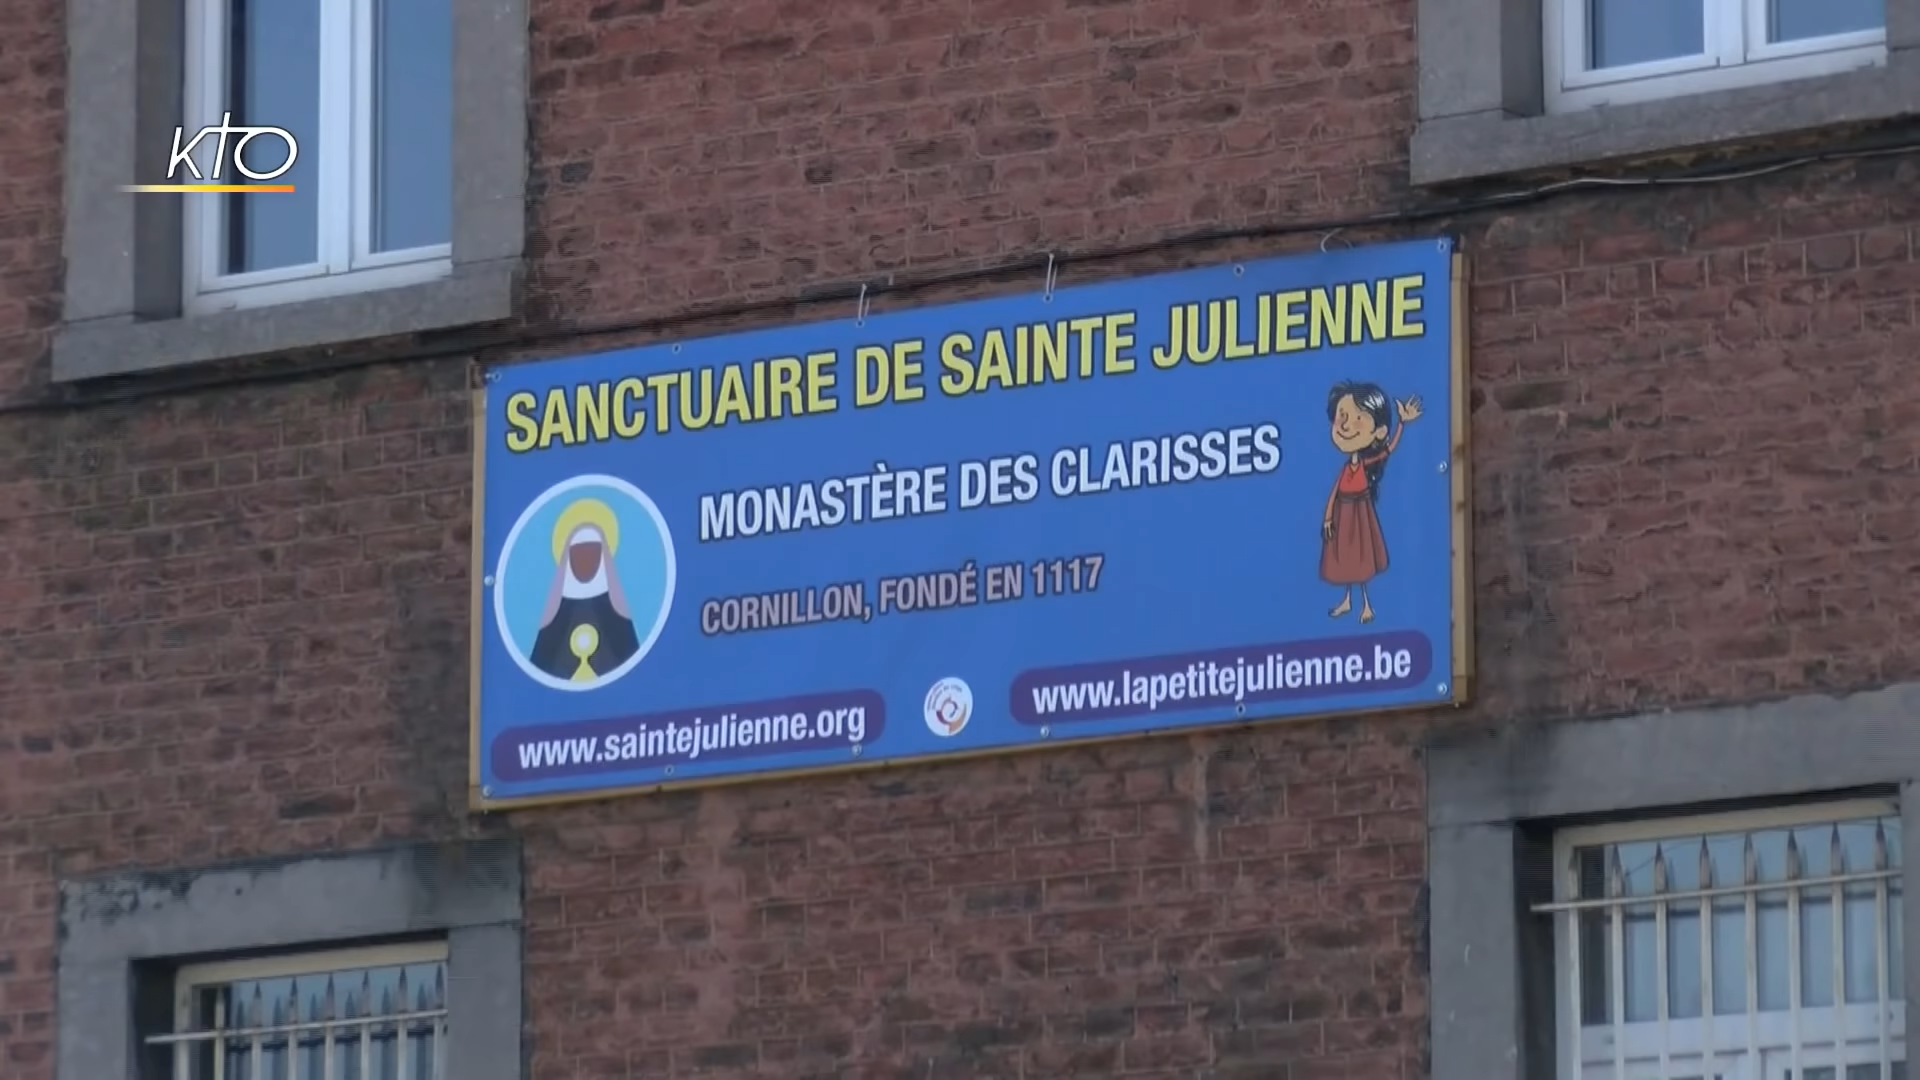 KTO
SANCTUAIRE DE SAINTE JULIENNE
MONASTÈRE DES CLARISSES
CORNILLON, FONDÉ EN 1117
www.saintejulienne.org
www.lapetitejulienne.be